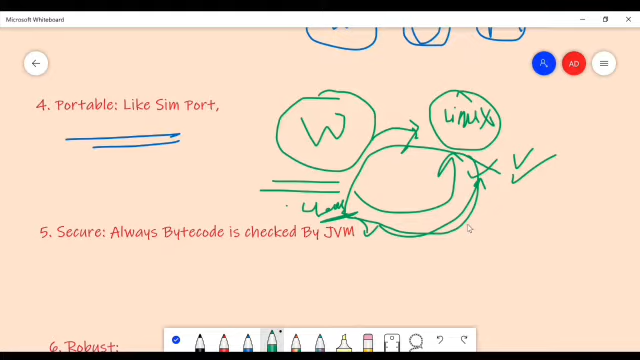 Microsoft Whiteboard
AD
4. Portable: Like Sim Port,
W
Linux
5. Secure: Always Bytecode is checked By JVM
6. Robust: